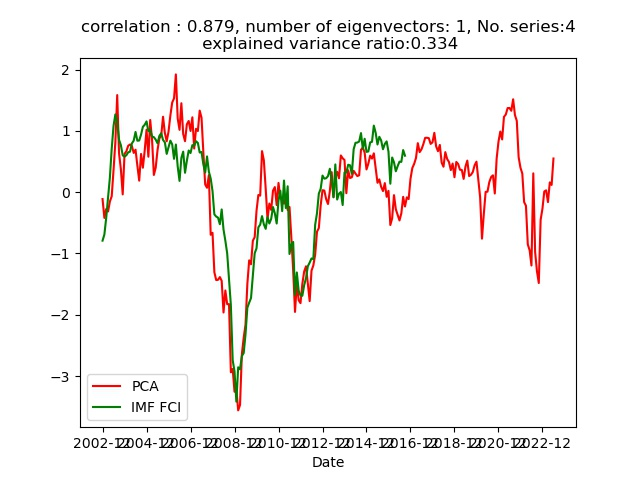 correlation : 0.879, number of eigenvectors: 1, No. series:4
explained variance ratio:0.334
2
1
0
−1
−2
−3
PCA
IMF FCI
2002-12 2004-12 2006-12 2008-12 2010-12 2012-12 2014-12 2016-12 2018-12 2020-12 2022-12
Date